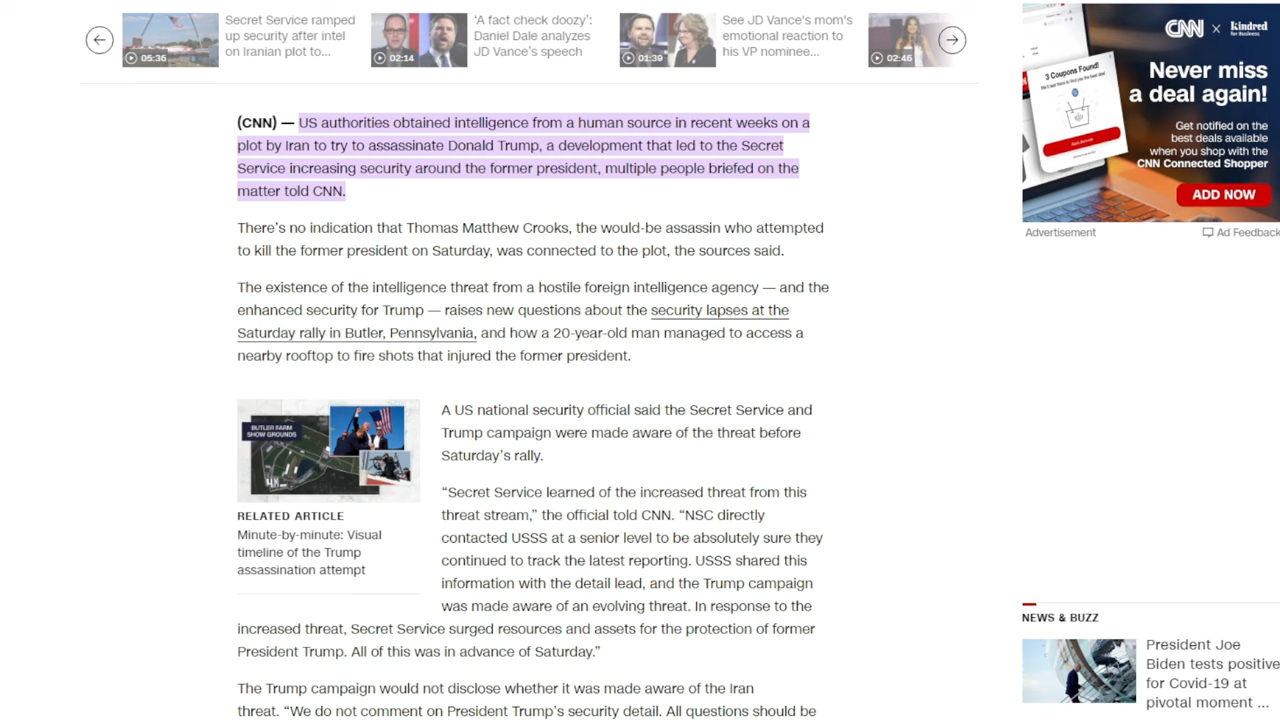 Secret Service ramped
up security after intel
on Iranian plot to...
05:36
'A fact check doozy':
Daniel Dale analyzes
JD Vance's speech
02:14
See JD Vance's mom's
emotional reaction to
his VP nominee...
01:39
02:46
CNN × kindred
for Business
3 Coupons Found!
Never miss
a deal again!
Get notified on the
best deals available
when you shop with the
CNN Connected Shopper
ADD NOW
Advertisement
Ad Feedback
(CNN) — US authorities obtained intelligence from a human source in recent weeks on a
plot by Iran to try to assassinate Donald Trump, a development that led to the Secret
Service increasing security around the former president, multiple people briefed on the
matter told CNN.
There's no indication that Thomas Matthew Crooks, the would-be assassin who attempted
to kill the former president on Saturday, was connected to the plot, the sources said.
The existence of the intelligence threat from a hostile foreign intelligence agency — and the
enhanced security for Trump — raises new questions about the security lapses at the
Saturday rally in Butler, Pennsylvania, and how a 20-year-old man managed to access a
nearby rooftop to fire shots that injured the former president.
BUTLER FARM
SHOW GROUNDS
RELATED ARTICLE
Minute-by-minute: Visual
timeline of the Trump
assassination attempt
A US national security official said the Secret Service and
Trump campaign were made aware of the threat before
Saturday's rally.
“Secret Service learned of the increased threat from this
threat stream,” the official told CNN. “NSC directly
contacted USSS at a senior level to be absolutely sure they
continued to track the latest reporting. USSS shared this
information with the detail lead, and the Trump campaign
was made aware of an evolving threat. In response to the
increased threat, Secret Service surged resources and assets for the protection of former
President Trump. All of this was in advance of Saturday.”
The Trump campaign would not disclose whether it was made aware of the Iran
threat. “We do not comment on President Trump's security detail. All questions should be
NEWS & BUZZ
President Joe
Biden tests positive
for Covid-19 at
pivotal moment ...